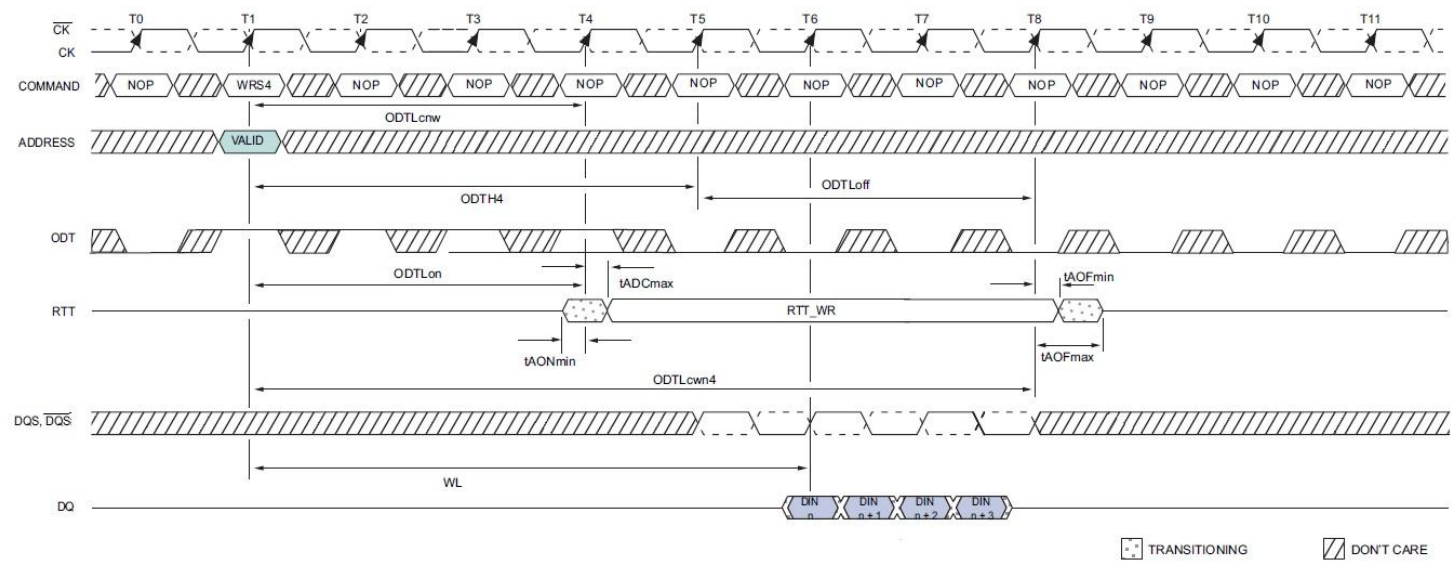 T0 T1 T2 T3 T4 T5 T6 T7 T8 T9 T10 T11
CK
CK
COMMAND NOP WRS4 NOP NOP NOP NOP NOP NOP NOP NOP NOP NOP
ODTLcnw
ADDRESS VALID
ODTH4 ODTLoff
ODT
ODTLon tADCmax tAOFmin
RTT RTT_WR
tAONmin tAOFmax
ODTLcwn4
DQS, DQS
WL
DQ DIN n DIN n + 1 DIN n + 2 DIN n + 3
TRANSITIONING DON'T CARE